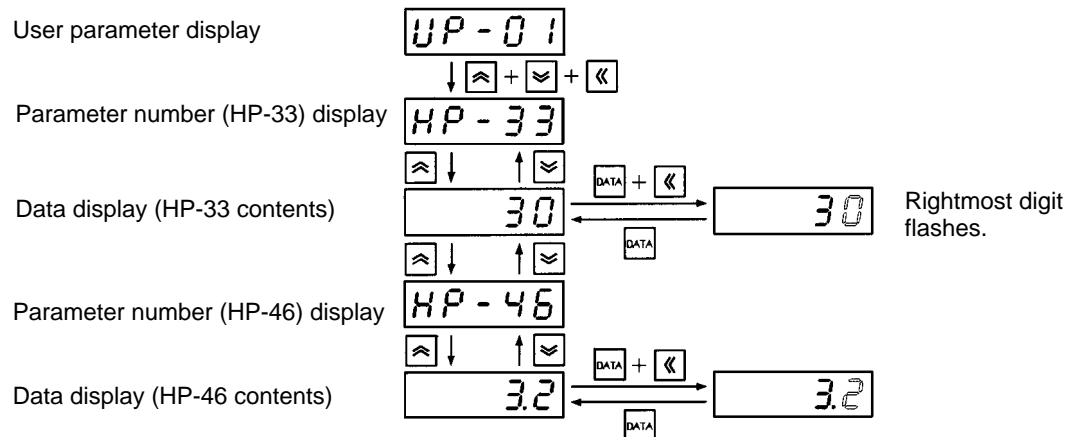 User parameter display
UP-01
+ +
Parameter number (HP-33) display
HP-33
DATA +
Data display (HP-33 contents)
30
30
Rightmost digit
flashes.
DATA
Parameter number (HP-46) display
HP-46
DATA +
Data display (HP-46 contents)
3.2
3.2
DATA